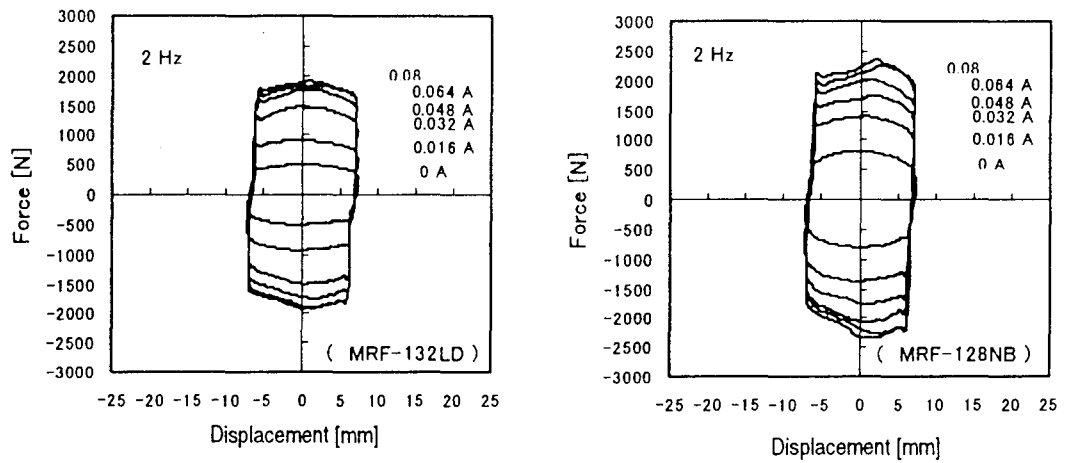 3000
2500
2000
1500
1000
500
0
-500
-1000
-1500
-2000
-2500
-3000
Force [N]
2 Hz
0.08
0.064 A
0.048 A
0.032 A
0.016 A
0 A
( MRF-132LD )
-25 -20 -15 -10 -5 0 5 10 15 20 25
Displacement [mm]
3000
2500
2000
1500
1000
500
0
-500
-1000
-1500
-2000
-2500
-3000
Force [N]
2 Hz
0.08
0.064 A
0.048 A
0.032 A
0.016 A
0 A
( MRF-128NB )
-25 -20 -15 -10 -5 0 5 10 15 20 25
Displacement [mm]